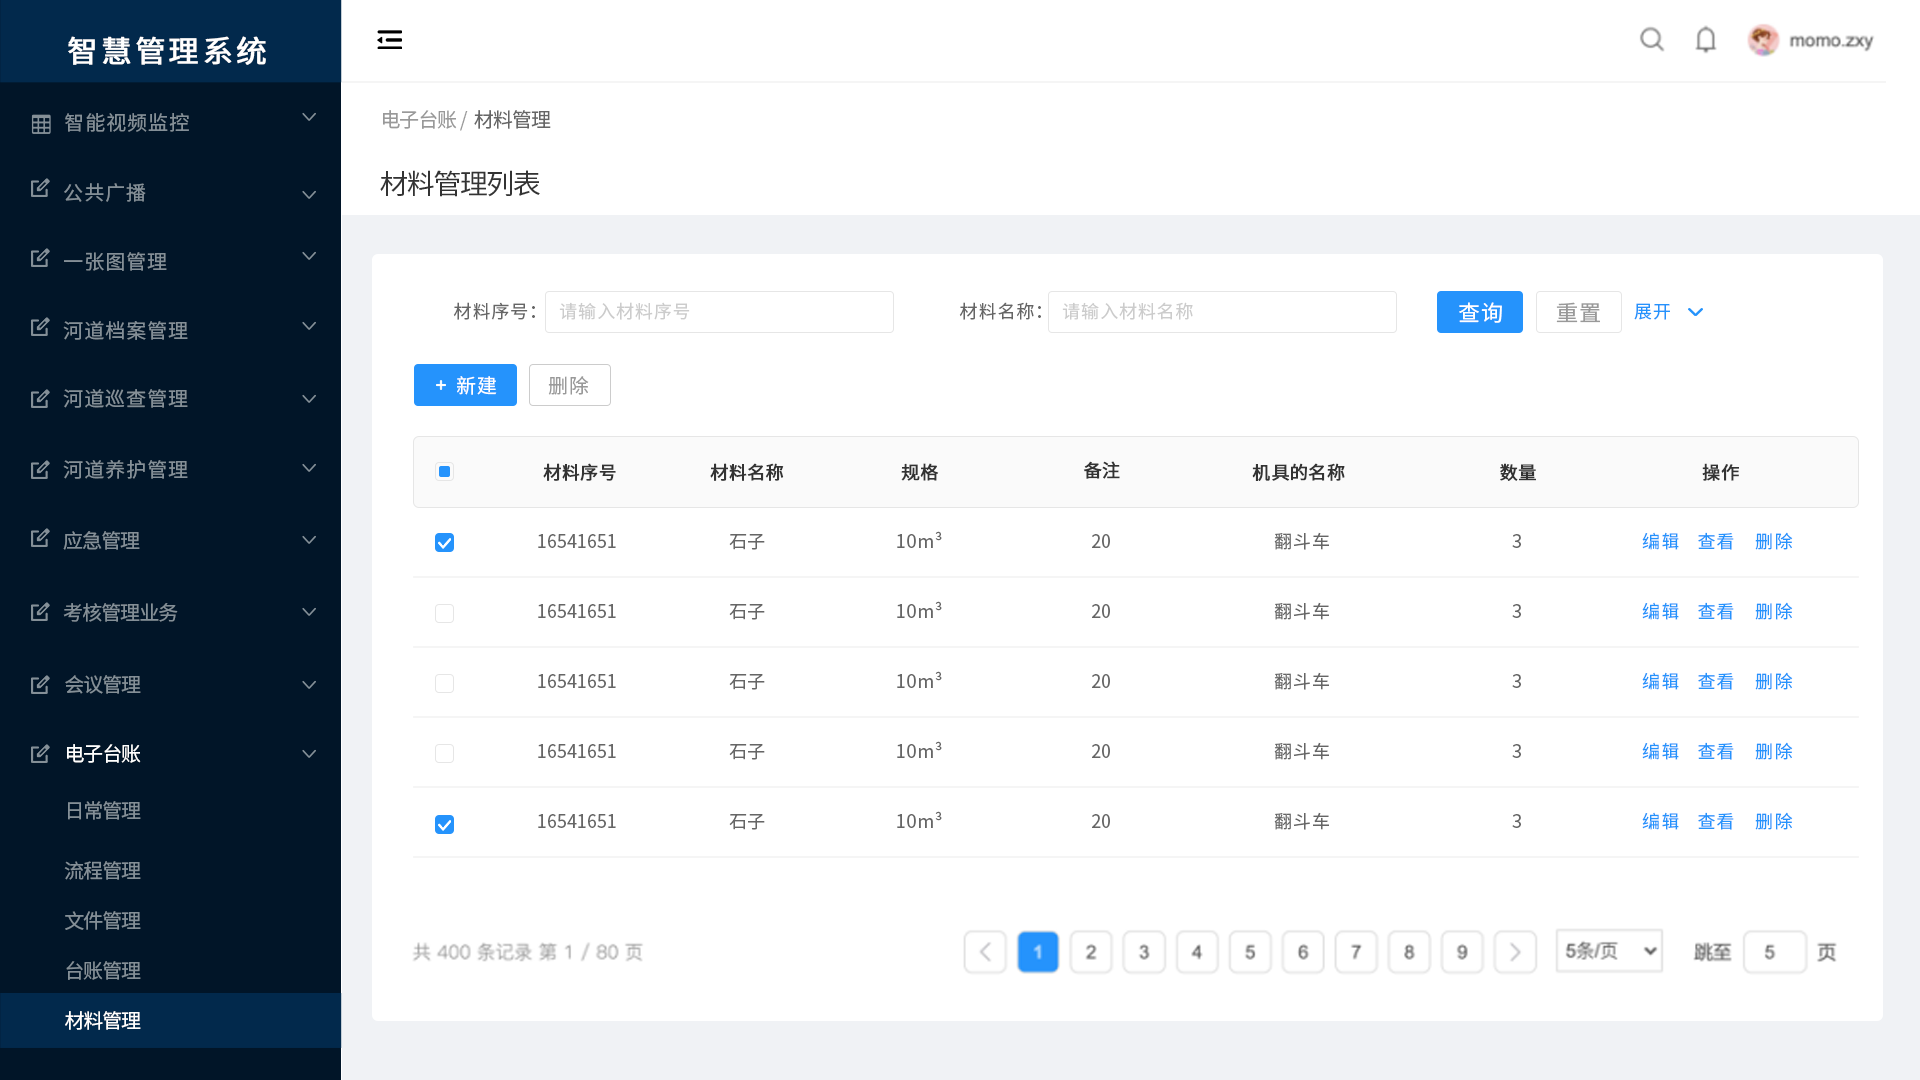 智慧管理系统
momo.zxy
智能视频监控
公共广播
一张图管理
河道档案管理
河道巡查管理
河道养护管理
应急管理
考核管理业务
会议管理
电子台账
日常管理
流程管理
文件管理
台账管理
材料管理
电子台账 / 材料管理
材料管理列表
材料序号： 请输入材料序号 材料名称： 请输入材料名称 查询 重置 展开
+ 新建 删除
材料序号 材料名称 规格 备注 机具的名称 数量 操作
16541651 石子 10m³ 20 翻斗车 3 编辑 查看 删除
16541651 石子 10m³ 20 翻斗车 3 编辑 查看 删除
16541651 石子 10m³ 20 翻斗车 3 编辑 查看 删除
16541651 石子 10m³ 20 翻斗车 3 编辑 查看 删除
16541651 石子 10m³ 20 翻斗车 3 编辑 查看 删除
共 400 条记录 第 1 / 80 页 1 2 3 4 5 6 7 8 9 5条/页 跳至 5 页